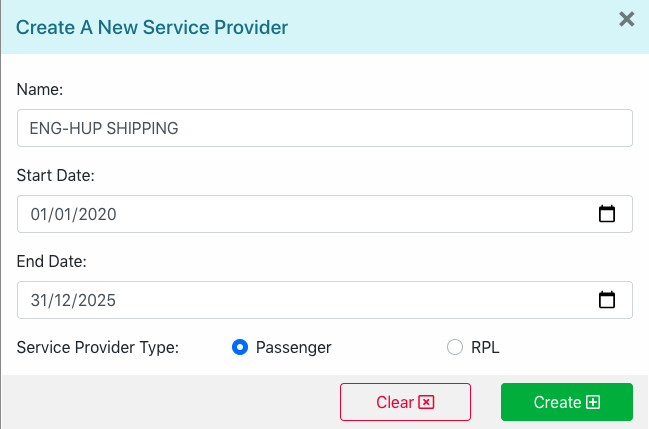 Create A New Service Provider
Name:
ENG-HUP SHIPPING
Start Date:
01/01/2020
End Date:
31/12/2025
Service Provider Type: Passenger RPL
Clear Create